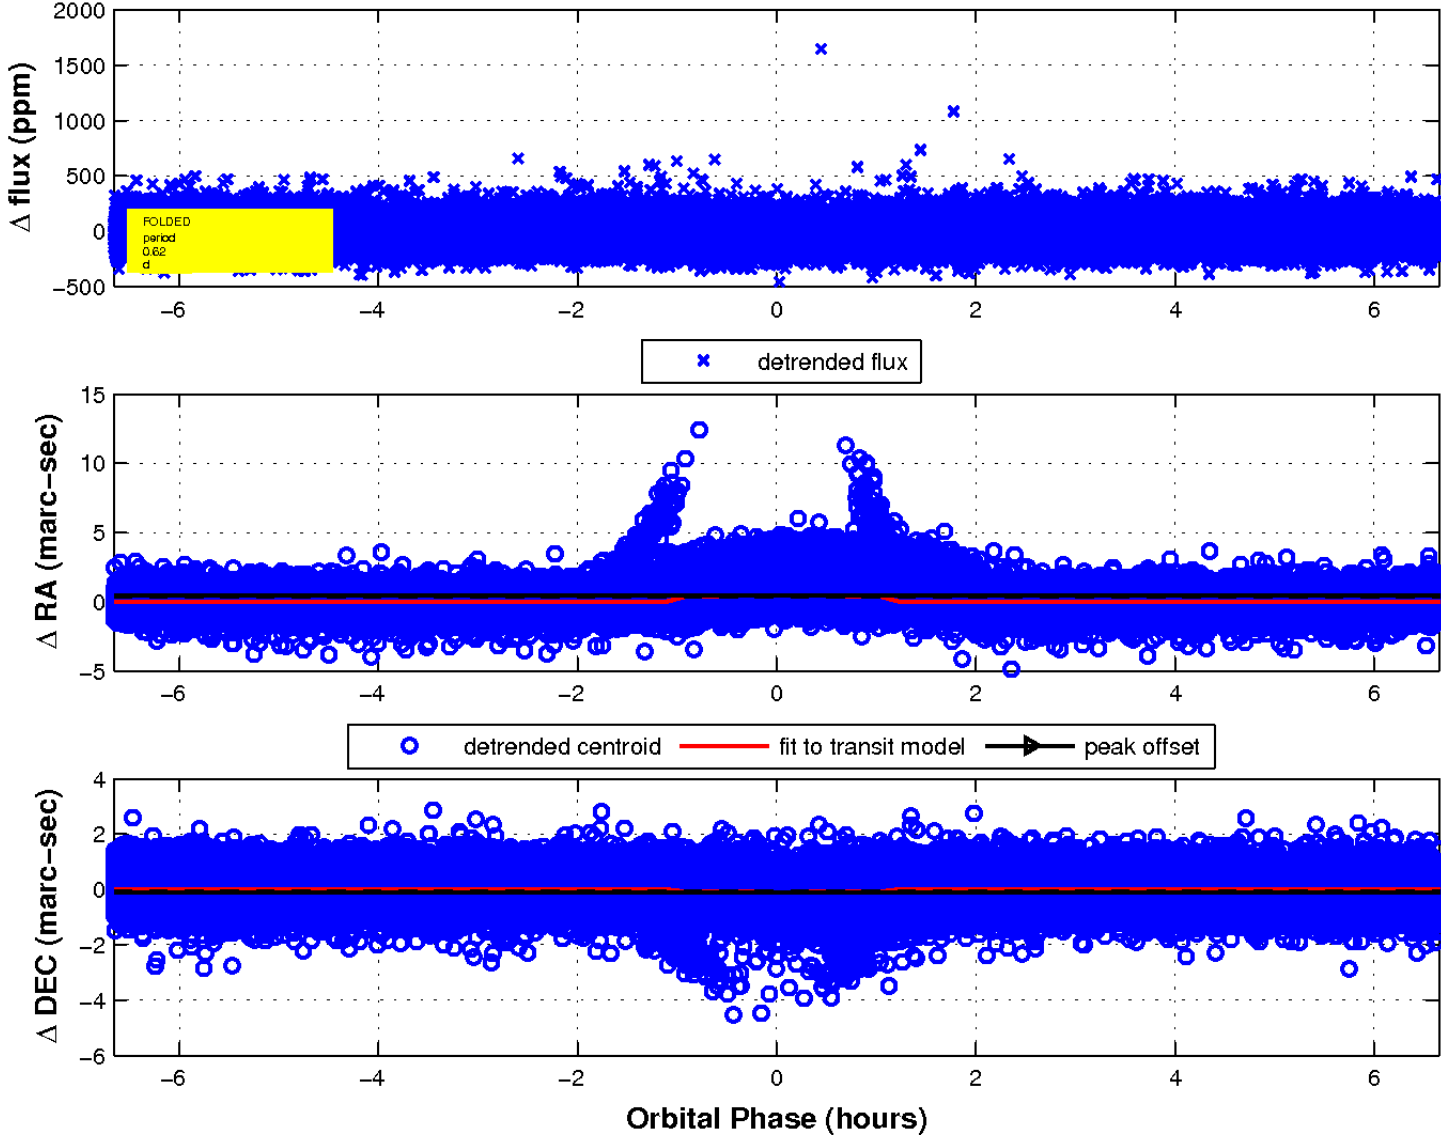 2000
1500
1000
500
0
−500
Δ flux (ppm)
FOLDED
period
0.62
d
−6 −4 −2 0 2 4 6
detrended flux
15
10
5
0
−5
Δ RA (marc−sec)
−6 −4 −2 0 2 4 6
detrended centroid fit to transit model peak offset
4
2
0
−2
−4
−6
Δ DEC (marc−sec)
−6 −4 −2 0 2 4 6
Orbital Phase (hours)